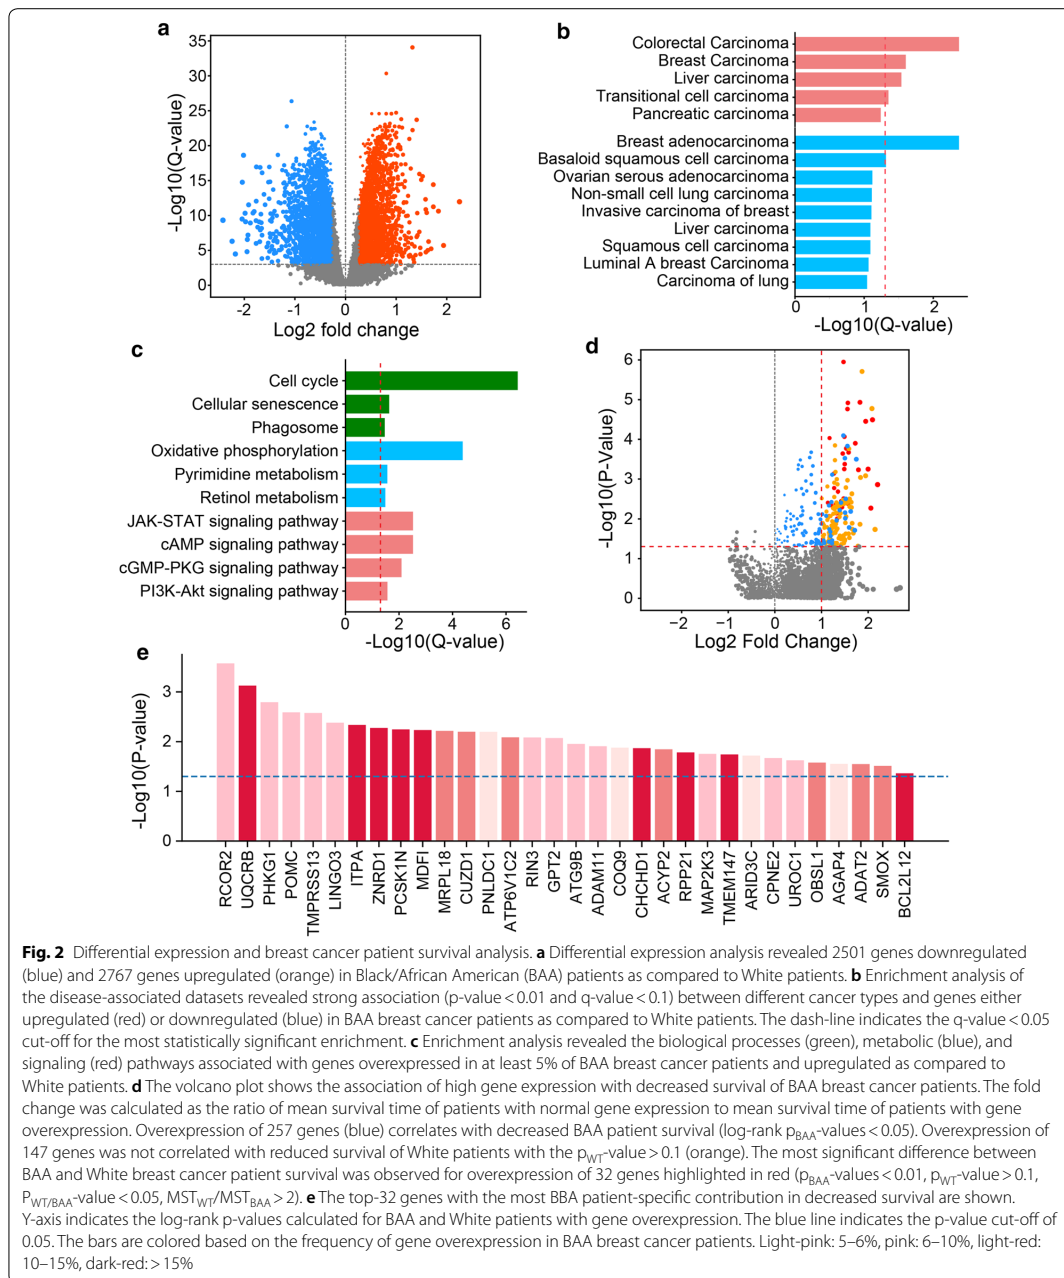 a
35
30
25
20
15
10
5
0
-Log10(Q-value)
-2 -1 0 1 2
Log2 fold change
b
Colorectal Carcinoma
Breast Carcinoma
Liver carcinoma
Transitional cell carcinoma
Pancreatic carcinoma
Breast adenocarcinoma
Basaloid squamous cell carcinoma
Ovarian serous adenocarcinoma
Non-small cell lung carcinoma
Invasive carcinoma of breast
Liver carcinoma
Squamous cell carcinoma
Luminal A breast Carcinoma
Carcinoma of lung
0 1 2
-Log10(Q-value)
c
Cell cycle
Cellular senescence
Phagosome
Oxidative phosphorylation
Pyrimidine metabolism
Retinol metabolism
JAK-STAT signaling pathway
cAMP signaling pathway
cGMP-PKG signaling pathway
PI3K-Akt signaling pathway
0 2 4 6
-Log10(Q-value)
d
6
5
4
3
2
1
0
-Log10(P-Value)
−2 −1 0 1 2
Log2 Fold Change)
e
3
2
1
0
-Log10(P-value)
RCOR2
UQCRB
PHKG1
POMC
TMPRSS13
LINGO3
ITPA
ZNRD1
PCSK1N
MDFI
MRPL18
CUZD1
PNLDC1
ATP6V1C2
RIN3
GPT2
ATG9B
ADAM11
COQ9
CHCHD1
ACYP2
RPP21
MAP2K3
TMEM147
ARID3C
CPNE2
UROC1
OBSL1
AGAP4
ADAT2
SMOX
BCL2L12
Fig. 2 Differential expression and breast cancer patient survival analysis. a Differential expression analysis revealed 2501 genes downregulated
(blue) and 2767 genes upregulated (orange) in Black/African American (BAA) patients as compared to White patients. b Enrichment analysis of
the disease-associated datasets revealed strong association (p-value < 0.01 and q-value < 0.1) between different cancer types and genes either
upregulated (red) or downregulated (blue) in BAA breast cancer patients as compared to White patients. The dash-line indicates the q-value < 0.05
cut-off for the most statistically significant enrichment. c Enrichment analysis revealed the biological processes (green), metabolic (blue), and
signaling (red) pathways associated with genes overexpressed in at least 5% of BAA breast cancer patients and upregulated as compared to
White patients. d The volcano plot shows the association of high gene expression with decreased survival of BAA breast cancer patients. The fold
change was calculated as the ratio of mean survival time of patients with normal gene expression to mean survival time of patients with gene
overexpression. Overexpression of 257 genes (blue) correlates with decreased BAA patient survival (log-rank pBAA-values < 0.05). Overexpression of
147 genes was not correlated with reduced survival of White patients with the pWT-value > 0.1 (orange). The most significant difference between
BAA and White breast cancer patient survival was observed for overexpression of 32 genes highlighted in red (pBAA-values < 0.01, pWT-value > 0.1,
PWT/BAA-value < 0.05, MSTWT/MSTBAA > 2). e The top-32 genes with the most BBA patient-specific contribution in decreased survival are shown.
Y-axis indicates the log-rank p-values calculated for BAA and White patients with gene overexpression. The blue line indicates the p-value cut-off of
0.05. The bars are colored based on the frequency of gene overexpression in BAA breast cancer patients. Light-pink: 5–6%, pink: 6–10%, light-red:
10–15%, dark-red: > 15%